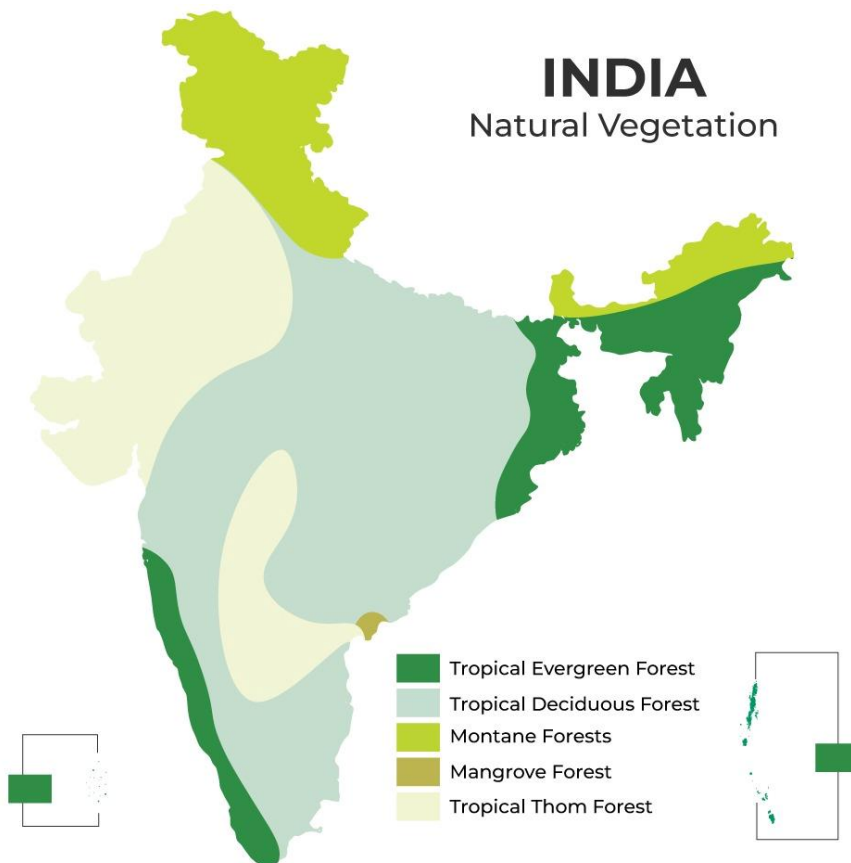 INDIA
Natural Vegetation
Tropical Evergreen Forest
Tropical Deciduous Forest
Montane Forests
Mangrove Forest
Tropical Thom Forest